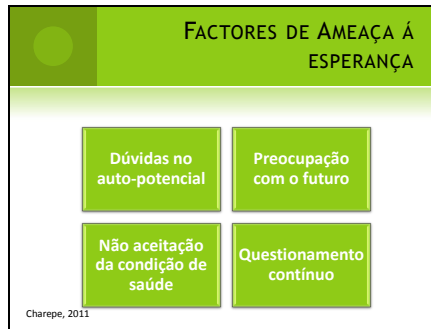 FACTORES DE AMEAÇA Á
ESPERANÇA
Dúvidas no
auto-potencial
Preocupação
com o futuro
Não aceitação
da condição de
saúde
Questionamento
contínuo
Charepe, 2011